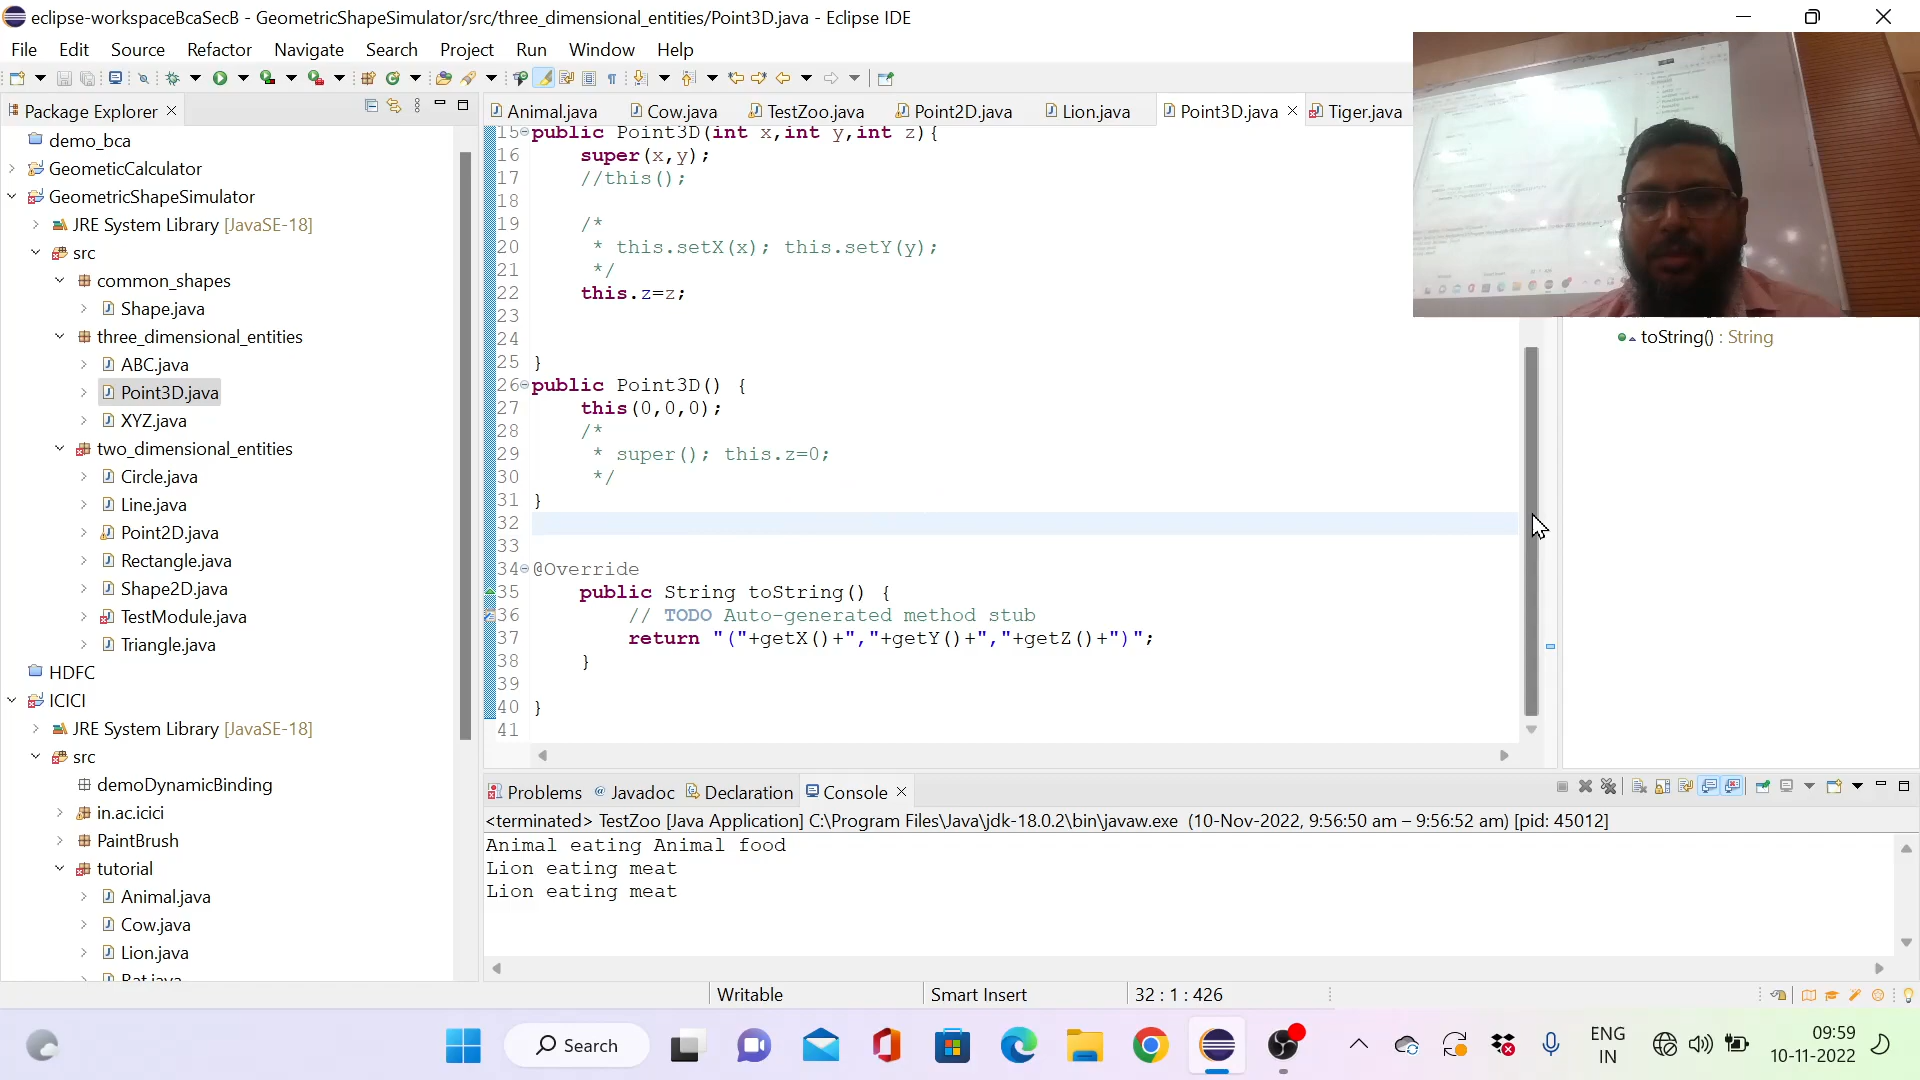 eclipse-workspaceBcaSecB - GeometricShapeSimulator/src/three_dimensional_entities/Point3D.java - Eclipse IDE
File Edit Source Refactor Navigate Search Project Run Window Help
Package Explorer
Animal.java Cow.java TestZoo.java Point2D.java Lion.java Point3D.java Tiger.java
demo_bca
GeometicCalculator
GeometricShapeSimulator
JRE System Library [JavaSE-18]
src
common_shapes
Shape.java
three_dimensional_entities
ABC.java
Point3D.java
XYZ.java
two_dimensional_entities
Circle.java
Line.java
Point2D.java
Rectangle.java
Shape2D.java
TestModule.java
Triangle.java
HDFC
ICICI
JRE System Library [JavaSE-18]
src
demoDynamicBinding
in.ac.icici
PaintBrush
tutorial
Animal.java
Cow.java
Lion.java
Rat.java
15 public Point3D(int x,int y,int z){
16 super(x,y);
17 //this();
18
19 /*
20 * this.setX(x); this.setY(y);
21 */
22 this.z=z;
23
24
25 }
26 public Point3D() {
27 this(0,0,0);
28 /*
29 * super(); this.z=0;
30 */
31 }
32
33
34 @Override
35 public String toString() {
36 // TODO Auto-generated method stub
37 return "("+getX()+","+getY()+","+getZ()+")";
38 }
39
40 }
41
toString() : String
Problems Javadoc Declaration Console
<terminated> TestZoo [Java Application] C:\Program Files\Java\jdk-18.0.2\bin\javaw.exe (10-Nov-2022, 9:56:50 am – 9:56:52 am) [pid: 45012]
Animal eating Animal food
Lion eating meat
Lion eating meat
Writable Smart Insert 32 : 1 : 426
Search
ENG
IN
09:59
10-11-2022